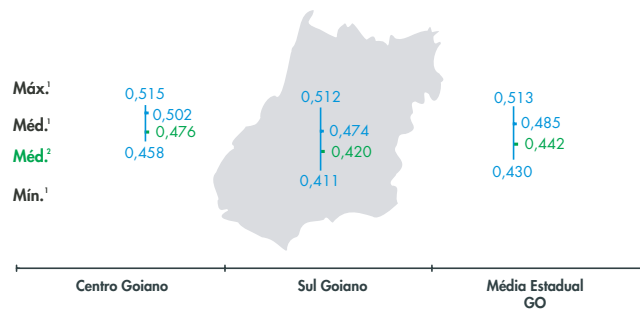 Máx.¹
0,515
0,512
0,513
Méd.¹
0,502
0,474
0,485
Méd.²
0,476
0,420
0,442
Mín.¹
0,458
0,411
0,430
Centro Goiano
Sul Goiano
Média Estadual
GO